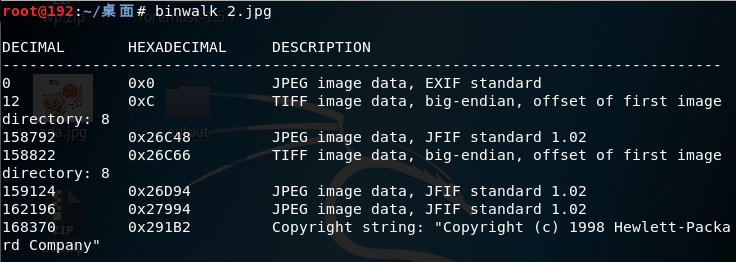 root@192:~/桌面# binwalk 2.jpg
DECIMAL HEXADECIMAL DESCRIPTION
--------------------------------------------------------------------------------
0 0x0 JPEG image data, EXIF standard
12 0xC TIFF image data, big-endian, offset of first image
directory: 8
158792 0x26C48 JPEG image data, JFIF standard 1.02
158822 0x26C66 TIFF image data, big-endian, offset of first image
directory: 8
159124 0x26D94 JPEG image data, JFIF standard 1.02
162196 0x27994 JPEG image data, JFIF standard 1.02
168370 0x291B2 Copyright string: "Copyright (c) 1998 Hewlett-Packa
rd Company"